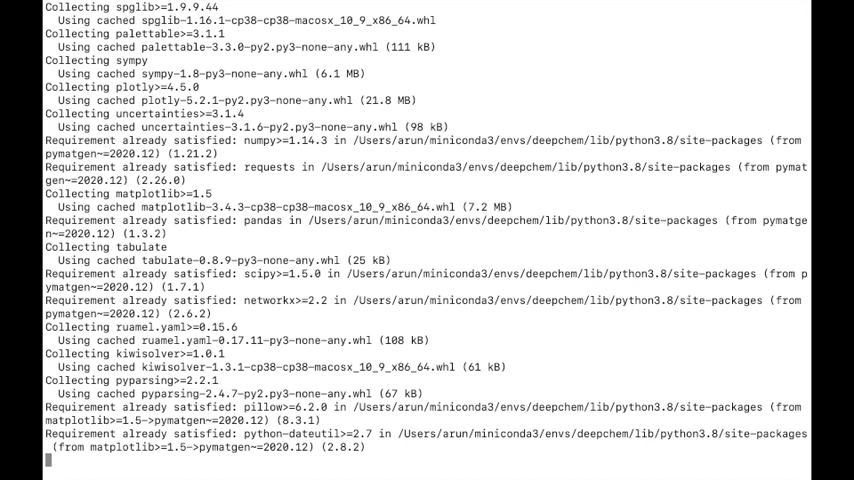 Collecting spglib>=1.9.9.44
Using cached spglib-1.16.1-cp38-cp38-macosx_10_9_x86_64.whl
Collecting palettable>=3.1.1
Using cached palettable-3.3.0-py2.py3-none-any.whl (111 kB)
Collecting sympy
Using cached sympy-1.8-py3-none-any.whl (6.1 MB)
Collecting plotly>=4.5.0
Using cached plotly-5.2.1-py2.py3-none-any.whl (21.8 MB)
Collecting uncertainties>=3.1.4
Using cached uncertainties-3.1.6-py2.py3-none-any.whl (98 kB)
Requirement already satisfied: numpy>=1.14.3 in /Users/arun/miniconda3/envs/deepchem/lib/python3.8/site-packages (from
pymatgen~=2020.12) (1.21.2)
Requirement already satisfied: requests in /Users/arun/miniconda3/envs/deepchem/lib/python3.8/site-packages (from pymat
gen~=2020.12) (2.26.0)
Collecting matplotlib>=1.5
Using cached matplotlib-3.4.3-cp38-cp38-macosx_10_9_x86_64.whl (7.2 MB)
Requirement already satisfied: pandas in /Users/arun/miniconda3/envs/deepchem/lib/python3.8/site-packages (from pymatge
n~=2020.12) (1.3.2)
Collecting tabulate
Using cached tabulate-0.8.9-py3-none-any.whl (25 kB)
Requirement already satisfied: scipy>=1.5.0 in /Users/arun/miniconda3/envs/deepchem/lib/python3.8/site-packages (from p
ymatgen~=2020.12) (1.7.1)
Requirement already satisfied: networkx>=2.2 in /Users/arun/miniconda3/envs/deepchem/lib/python3.8/site-packages (from
pymatgen~=2020.12) (2.6.2)
Collecting ruamel.yaml>=0.15.6
Using cached ruamel.yaml-0.17.11-py3-none-any.whl (108 kB)
Collecting kiwisolver>=1.0.1
Using cached kiwisolver-1.3.1-cp38-cp38-macosx_10_9_x86_64.whl (61 kB)
Collecting pyparsing>=2.2.1
Using cached pyparsing-2.4.7-py2.py3-none-any.whl (67 kB)
Requirement already satisfied: pillow>=6.2.0 in /Users/arun/miniconda3/envs/deepchem/lib/python3.8/site-packages (from
matplotlib>=1.5->pymatgen~=2020.12) (8.3.1)
Requirement already satisfied: python-dateutil>=2.7 in /Users/arun/miniconda3/envs/deepchem/lib/python3.8/site-packages
(from matplotlib>=1.5->pymatgen~=2020.12) (2.8.2)